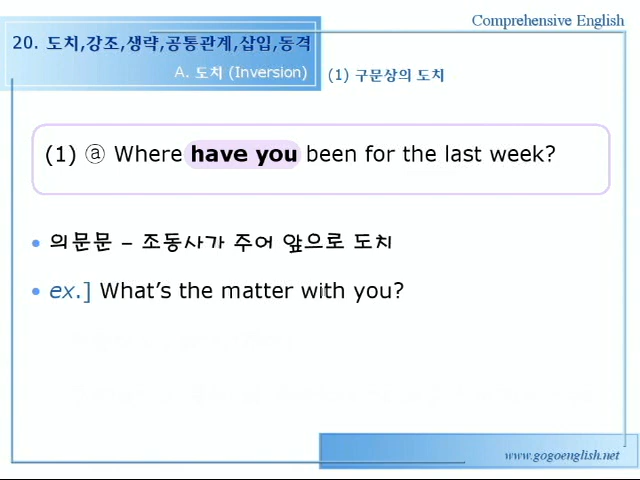 Comprehensive English
20. 도치,강조,생략,공통관계,삽입,동격
A. 도치 (Inversion)
(1) 구문상의 도치
(1) ⓐ Where have you been for the last week?
• 의문문 – 조동사가 주어 앞으로 도치
• ex.] What’s the matter with you?
www.gogoenglish.net